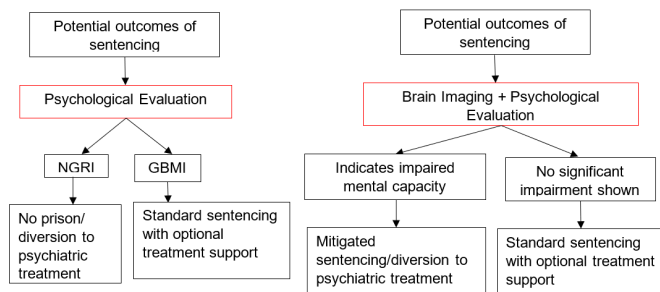 Potential outcomes of
sentencing
Psychological Evaluation
NGRI
GBMI
No prison/
diversion to
psychiatric
treatment
Standard sentencing
with optional
treatment support
Potential outcomes of
sentencing
Brain Imaging + Psychological
Evaluation
Indicates impaired
mental capacity
No significant
impairment shown
Mitigated
sentencing/diversion to
psychiatric treatment
Standard sentencing
with optional treatment
support